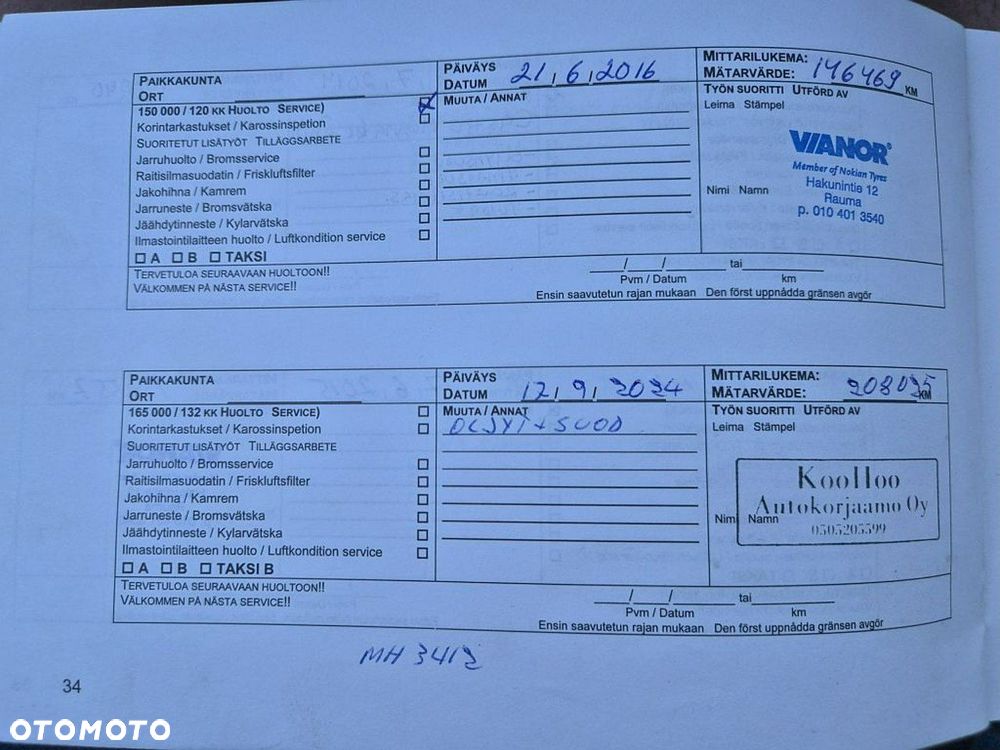 PAIKKAKUNTA
ORT
PÄIVÄYS
DATUM 21,6,2016
MITTARILUKEMA:
MÄTARVÄRDE: 146469 KM
150 000 / 120 KK HUOLTO SERVICE)
Korintarkastukset / Karossinspetion
SUORITETUT LISÄTYÖT TILLÄGGSARBETE
Jarruhuolto / Bromsservice
Raitisilmasuodatin / Friskluftsfilter
Jakohihna / Kamrem
Jarruneste / Bromsvätska
Jäähdytinneste / Kylarvätska
Ilmastointilaitteen huolto / Luftkondition service
A B TAKSI
MUUTA / ANNAT
TYÖN SUORITTI UTFÖRD AV
Leima Stämpel
VIANOR
Member of Nokian Tyres
Hakunintie 12
Rauma
p. 010 401 3540
Nimi Namn
TERVETULOA SEURAAVAAN HUOLTOON!!
VÄLKOMMEN PÅ NÄSTA SERVICE!!
/ / tai
Pvm / Datum km
Ensin saavutetun rajan mukaan Den först uppnådda gränsen avgör
PAIKKAKUNTA
ORT
PÄIVÄYS
DATUM 12,9,2024
MITTARILUKEMA:
MÄTARVÄRDE: 208025 KM
165 000 / 132 KK HUOLTO SERVICE)
Korintarkastukset / Karossinspetion
SUORITETUT LISÄTYÖT TILLÄGGSARBETE
Jarruhuolto / Bromsservice
Raitisilmasuodatin / Friskluftsfilter
Jakohihna / Kamrem
Jarruneste / Bromsvätska
Jäähdytinneste / Kylarvätska
Ilmastointilaitteen huolto / Luftkondition service
A B TAKSI B
MUUTA / ANNAT
ÖLJYT + SUOD
TYÖN SUORITTI UTFÖRD AV
Leima Stämpel
KooHoo
Autokorjaamo Oy
0505205599
Nimi Namn
TERVETULOA SEURAAVAAN HUOLTOON!!
VÄLKOMMEN PÅ NÄSTA SERVICE!!
/ / tai
Pvm / Datum km
Ensin saavutetun rajan mukaan Den först uppnådda gränsen avgör
MH 3412
34
OTOMOTO